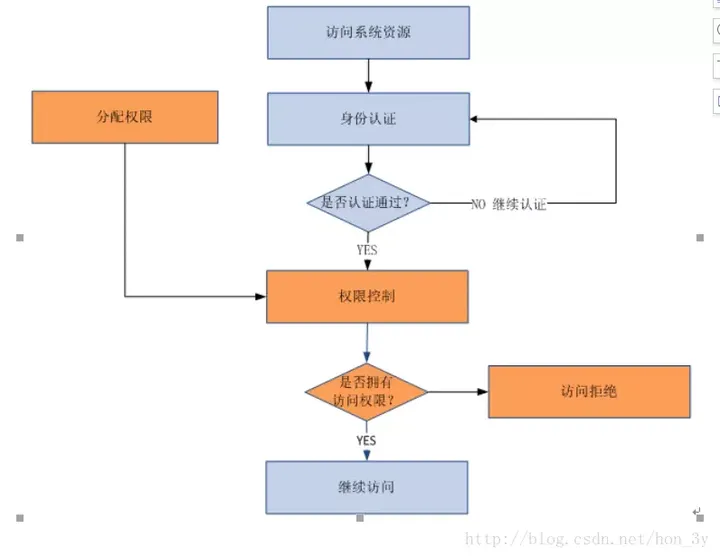 访问系统资源
分配权限
身份认证
是否认证通过?
NO 继续认证
YES
权限控制
是否拥有
访问权限?
访问拒绝
YES
继续访问
http://blog.csdn.net/hon_3y